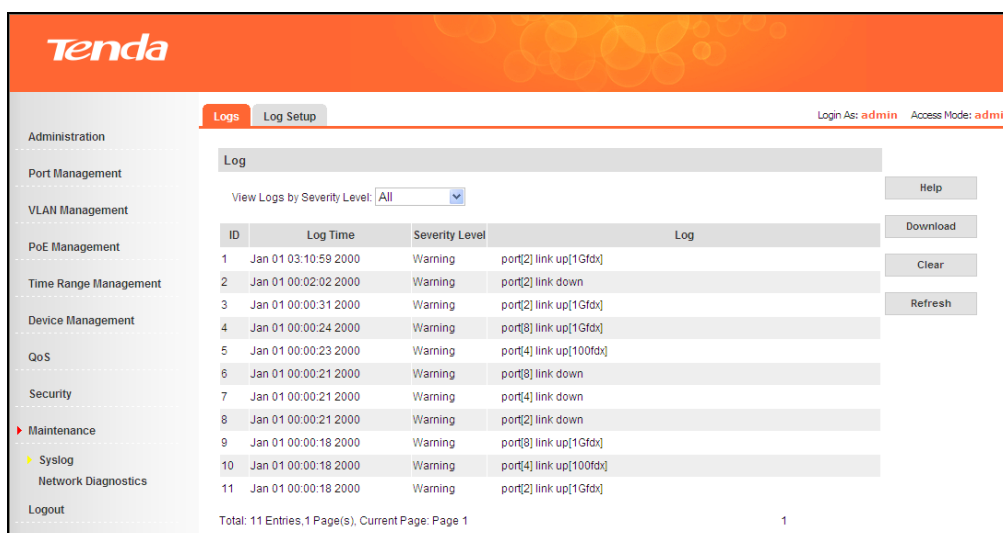 Tenda
Logs
Log Setup
Login As: admin Access Mode: admi
Administration
Port Management
VLAN Management
PoE Management
Time Range Management
Device Management
QoS
Security
Maintenance
Syslog
Network Diagnostics
Logout
Log
View Logs by Severity Level: All
ID Log Time Severity Level Log
1 Jan 01 03:10:59 2000 Warning port[2] link up[1Gfdx]
2 Jan 01 00:02:02 2000 Warning port[2] link down
3 Jan 01 00:00:31 2000 Warning port[2] link up[1Gfdx]
4 Jan 01 00:00:24 2000 Warning port[8] link up[1Gfdx]
5 Jan 01 00:00:23 2000 Warning port[4] link up[100fdx]
6 Jan 01 00:00:21 2000 Warning port[8] link down
7 Jan 01 00:00:21 2000 Warning port[4] link down
8 Jan 01 00:00:21 2000 Warning port[2] link down
9 Jan 01 00:00:18 2000 Warning port[8] link up[1Gfdx]
10 Jan 01 00:00:18 2000 Warning port[4] link up[100fdx]
11 Jan 01 00:00:18 2000 Warning port[2] link up[1Gfdx]
Total: 11 Entries,1 Page(s), Current Page: Page 1 1
Help
Download
Clear
Refresh